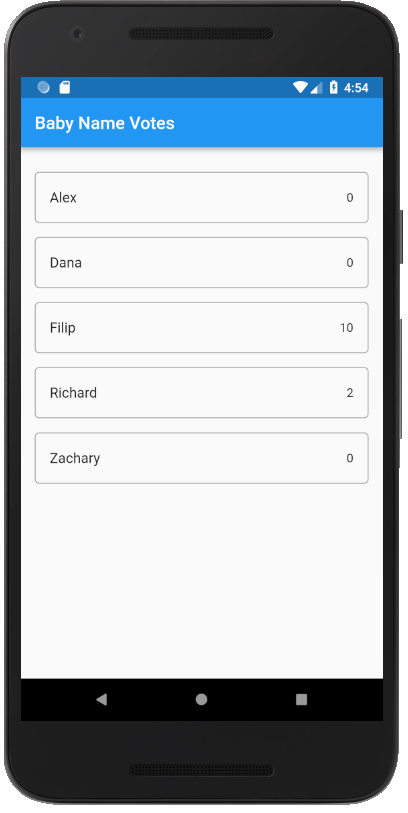 4:54
Baby Name Votes
Alex 0
Dana 0
Filip 10
Richard 2
Zachary 0